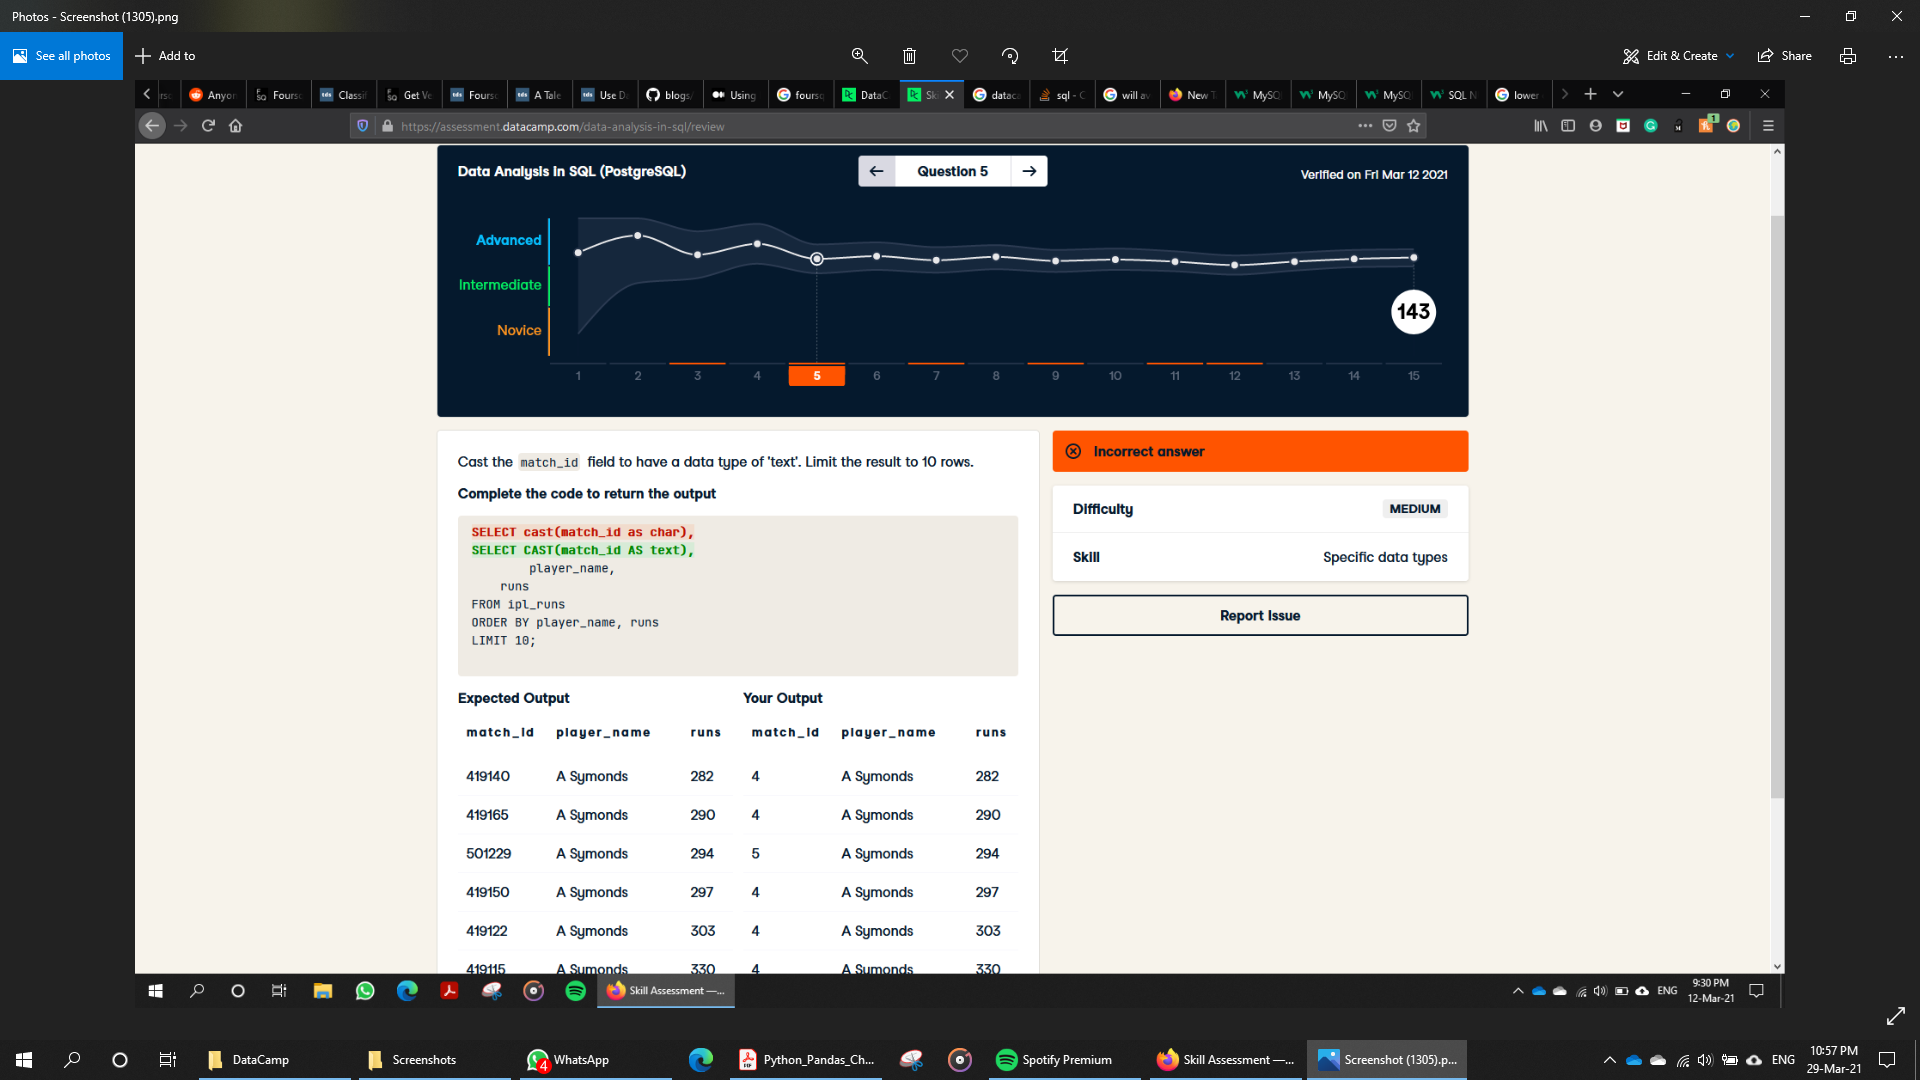 Photos - Screenshot (1305).png
See all photos
Add to
Edit & Create
Share
Anyon
Fours
Classif
Get Ve
Fours
A Tale
Use D
blogs/
Using
foursq
DataC
Sk
dataca
sql - C
will av
New T
MySQ
MySQ
MySQ
SQL N
lower
https://assessment.datacamp.com/data-analysis-in-sql/review
1
Data Analysis in SQL (PostgreSQL)
Question 5
Verified on Fri Mar 12 2021
Advanced
Intermediate
Novice
143
1 2 3 4 5 6 7 8 9 10 11 12 13 14 15
Cast the match_id field to have a data type of 'text'. Limit the result to 10 rows.
Complete the code to return the output
SELECT cast(match_id as char),
SELECT CAST(match_id AS text),
player_name,
runs
FROM ipl_runs
ORDER BY player_name, runs
LIMIT 10;
Incorrect answer
Difficulty MEDIUM
Skill Specific data types
Report Issue
Expected Output Your Output
match_id player_name runs match_id player_name runs
419140 A Symonds 282 4 A Symonds 282
419165 A Symonds 290 4 A Symonds 290
501229 A Symonds 294 5 A Symonds 294
419150 A Symonds 297 4 A Symonds 297
419122 A Symonds 303 4 A Symonds 303
419115 A Symonds 330 4 A Symonds 330
Skill Assessment —...
ENG
9:30 PM
12-Mar-21
DataCamp
Screenshots
4
WhatsApp
Python_Pandas_Ch...
Spotify Premium
Skill Assessment —...
Screenshot (1305).p...
ENG
10:57 PM
29-Mar-21